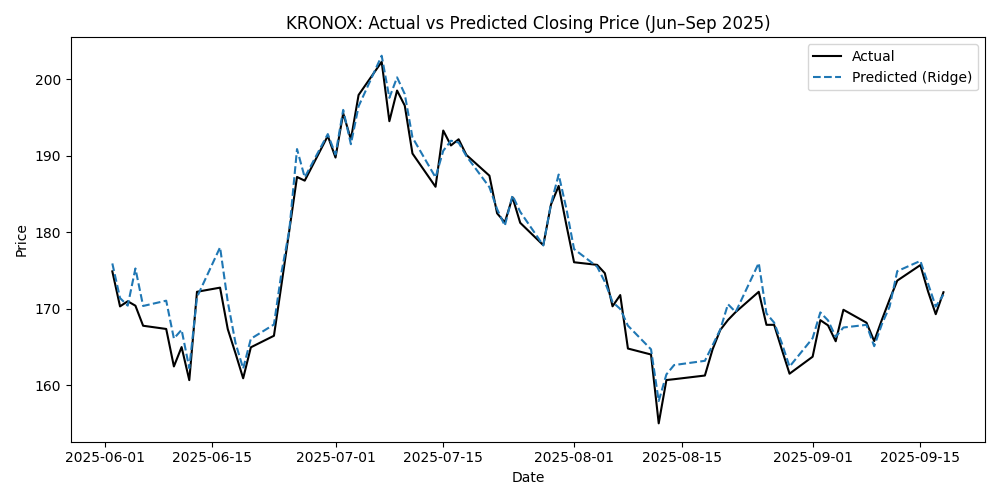 KRONOX: Actual vs Predicted Closing Price (Jun–Sep 2025)
Actual
Predicted (Ridge)
Price
200
190
180
170
160
2025-06-01 2025-06-15 2025-07-01 2025-07-15 2025-08-01 2025-08-15 2025-09-01 2025-09-15
Date